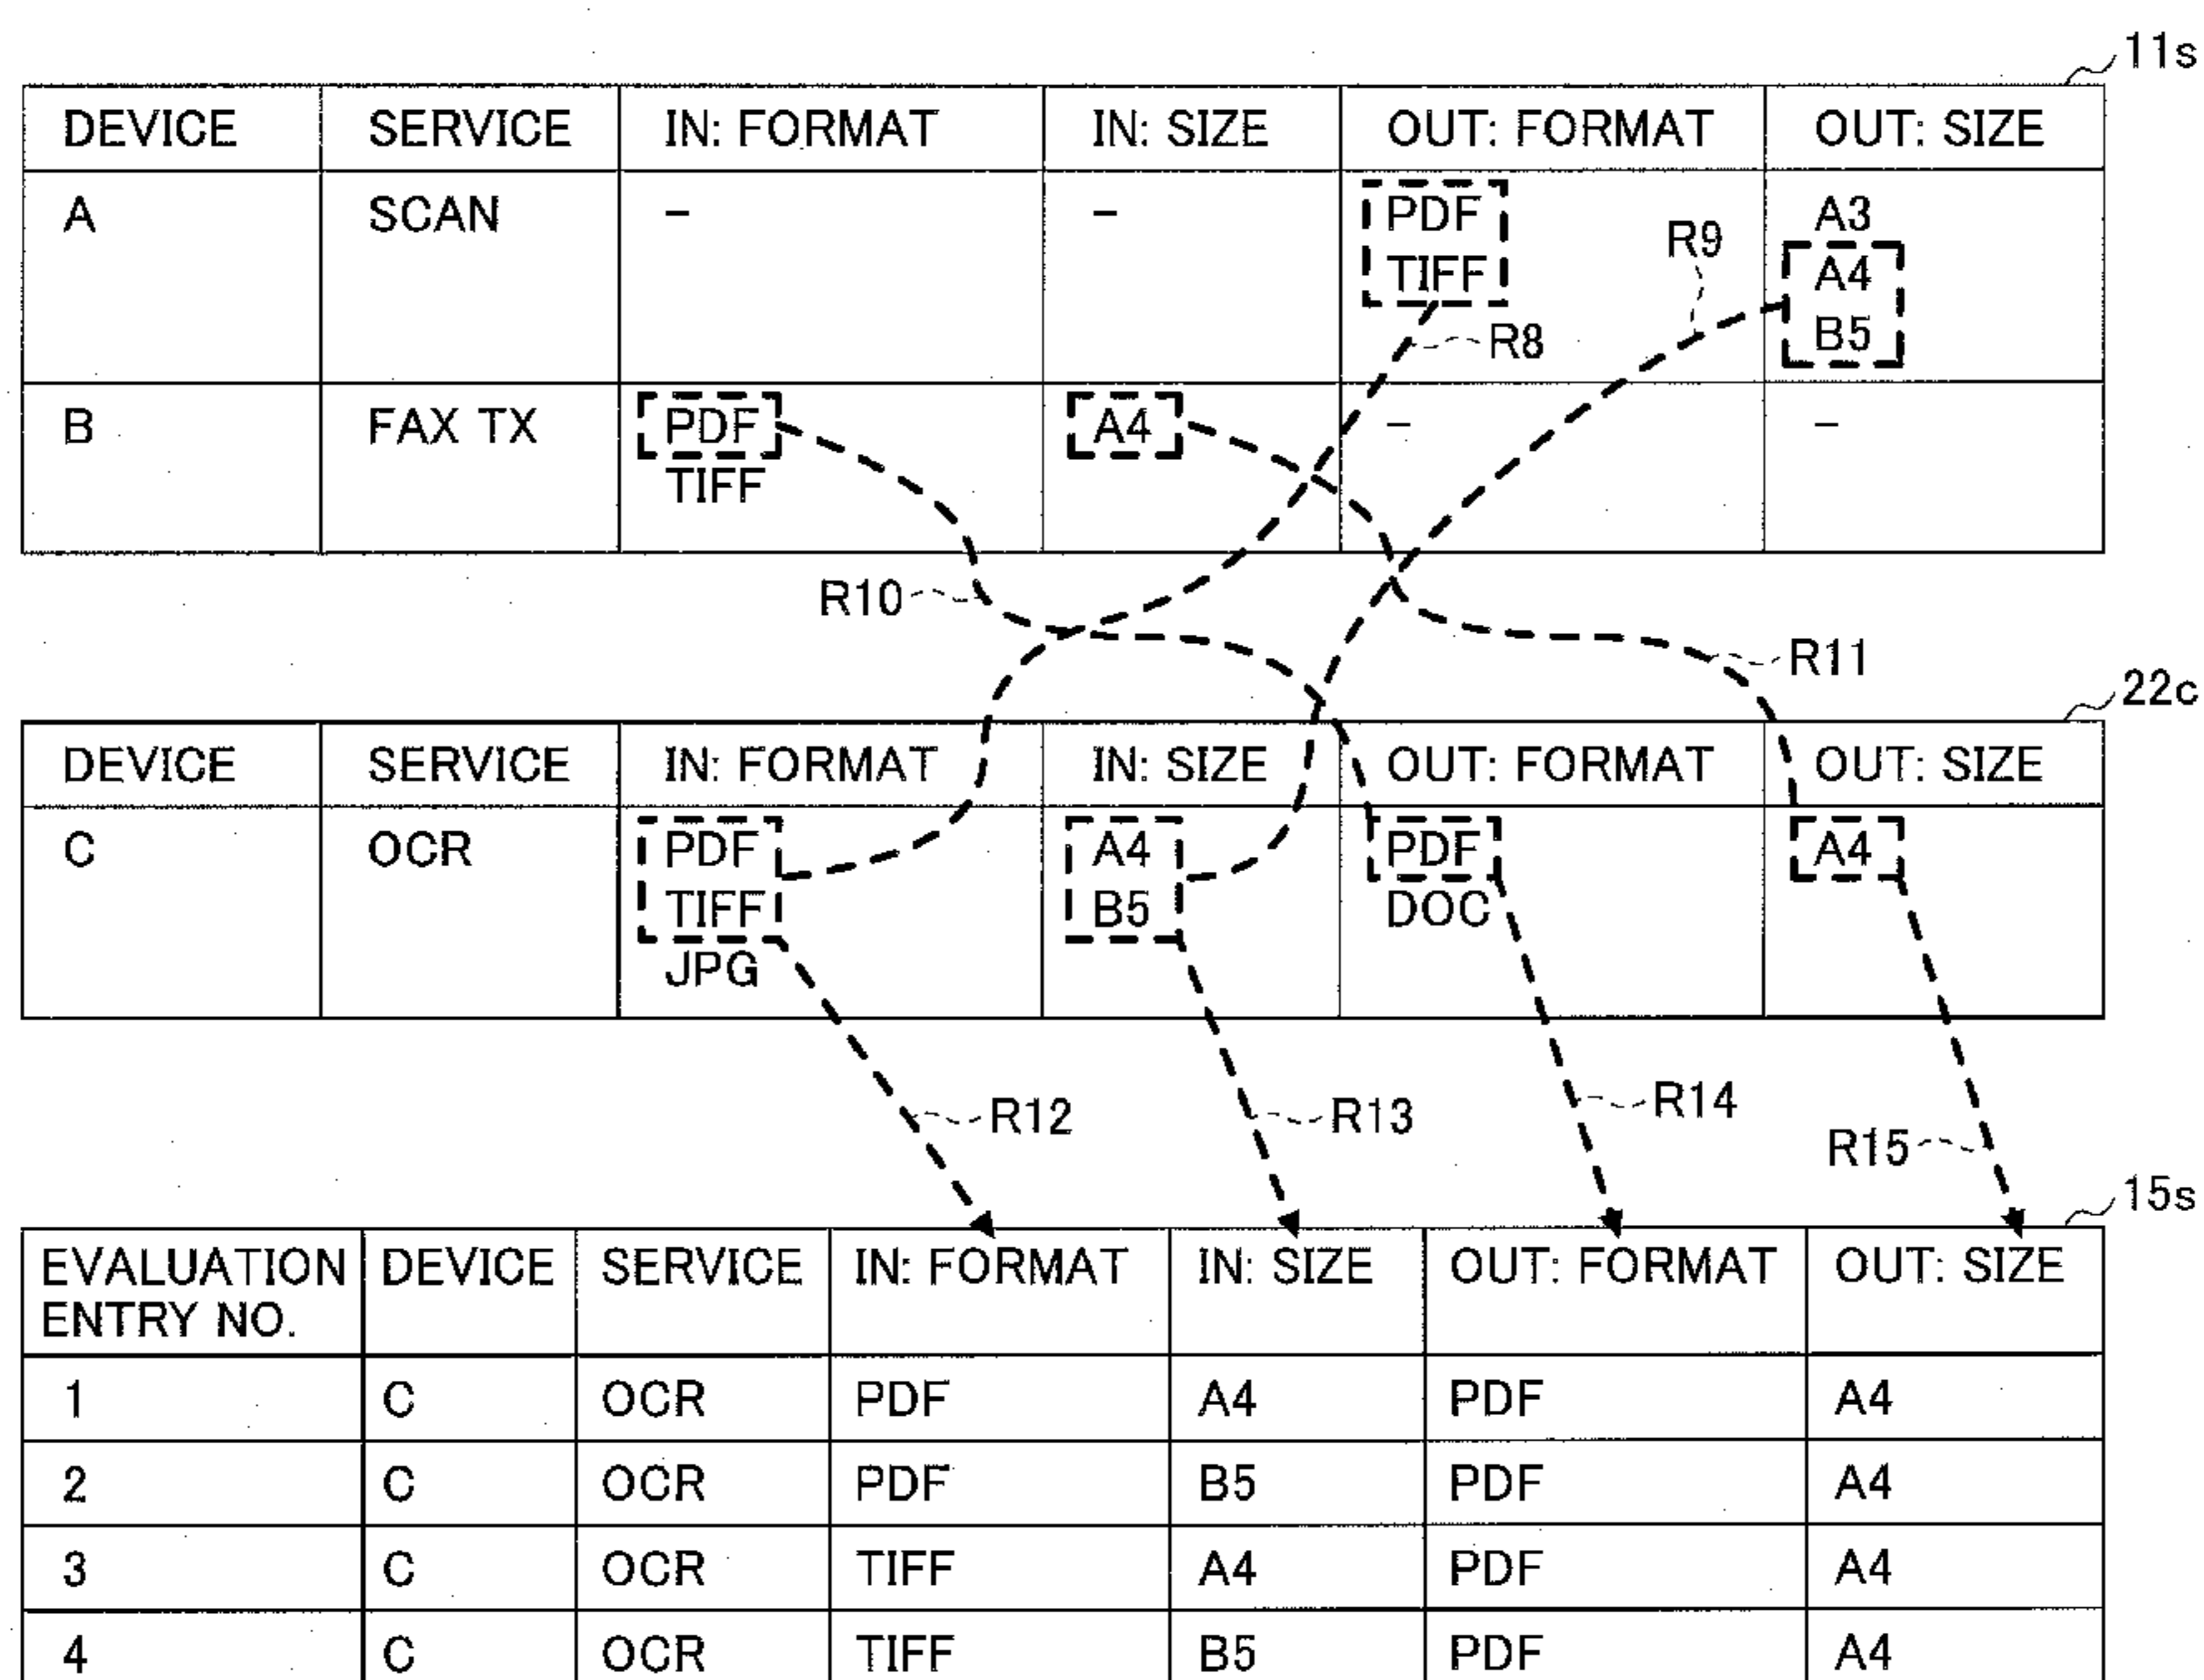 11s
DEVICE SERVICE IN: FORMAT IN: SIZE OUT: FORMAT OUT: SIZE
A SCAN – – PDF A3
TIFF R9 A4
R8 B5
B FAX TX PDF A4 – –
TIFF
R10
R11
22c
DEVICE SERVICE IN: FORMAT IN: SIZE OUT: FORMAT OUT: SIZE
C OCR PDF A4 PDF A4
TIFF B5 DOC
JPG
R12 R13 R14
R15
15s
EVALUATION DEVICE SERVICE IN: FORMAT IN: SIZE OUT: FORMAT OUT: SIZE
ENTRY NO.
1 C OCR PDF A4 PDF A4
2 C OCR PDF B5 PDF A4
3 C OCR TIFF A4 PDF A4
4 C OCR TIFF B5 PDF A4